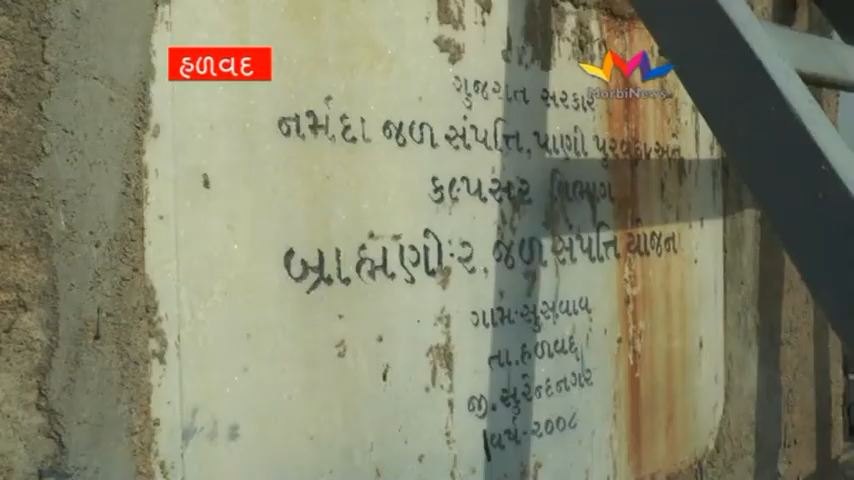 હળવદ
MorbiNews
ગુજરાત સરકાર
નર્મદા જળ સંપત્તિ, પાણી પુરવઠા અને
કલ્પસર વિભાગ
બ્રાહ્મણી-૨, જળ સંપત્તિ યોજના
ગામ-સુસવાવ
તા.હળવદ
જી.સુરેન્દ્રનગર
વર્ષ-૨૦૦૮